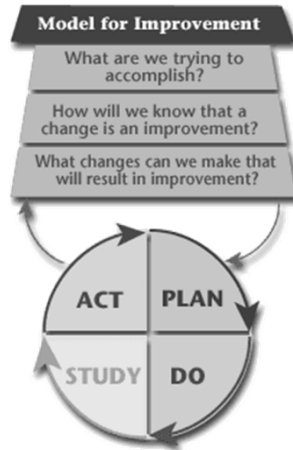 Model for Improvement
What are we trying to
accomplish?
How will we know that a
change is an improvement?
What changes can we make that
will result in improvement?
ACT
PLAN
STUDY
DO